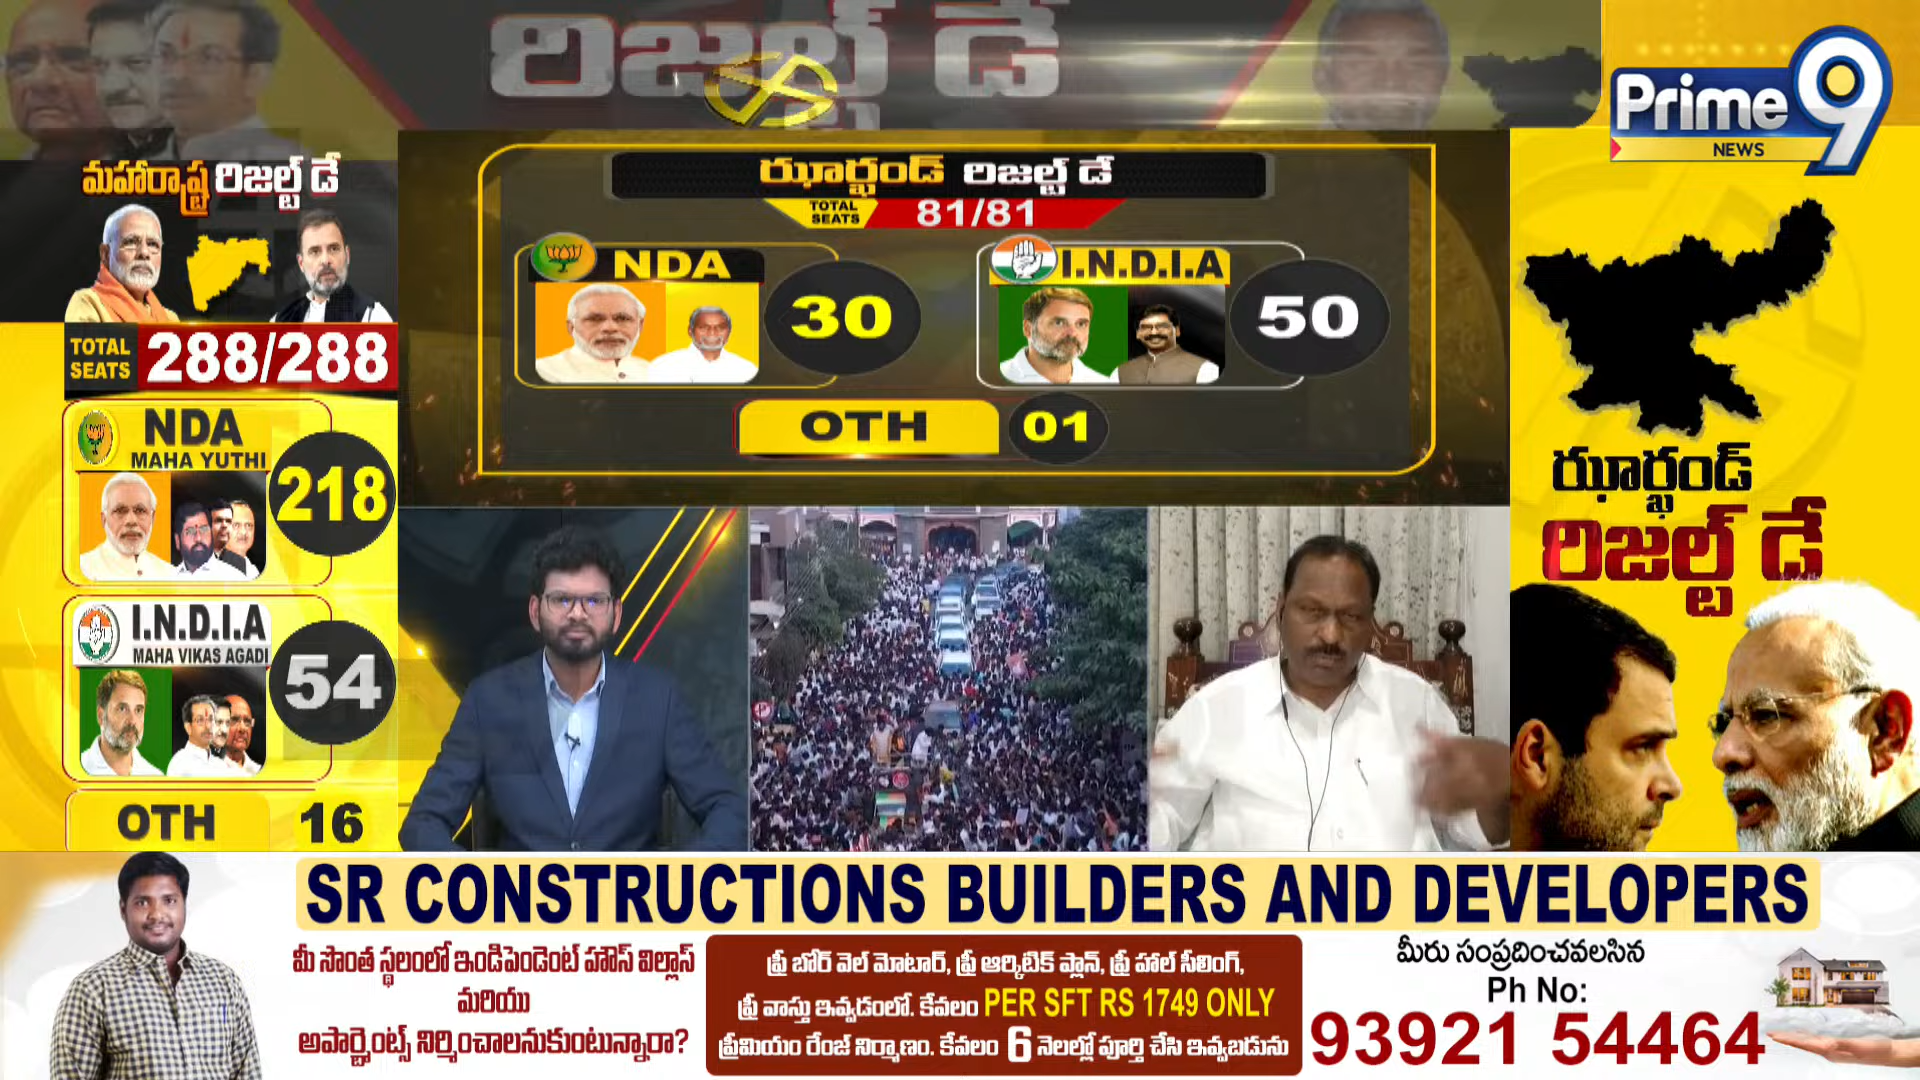 రిజల్ట్ డే
Prime9
NEWS
మహారాష్ట్ర రిజల్ట్ డే
TOTAL SEATS 288/288
NDA
MAHA YUTHI
218
I.N.D.I.A
MAHA VIKAS AGADI
54
OTH 16
ఝార్ఖండ్ రిజల్ట్ డే
TOTAL SEATS 81/81
NDA 30
I.N.D.I.A 50
OTH 01
ఝార్ఖండ్
రిజల్ట్ డే
SR CONSTRUCTIONS BUILDERS AND DEVELOPERS
మీ సొంత స్థలంలో ఇండిపెండెంట్ హౌస్ విల్లాస్
మరియు
అపార్ట్మెంట్స్ నిర్మించాలనుకుంటున్నారా?
ఫ్రీ బోర్ వెల్ మోటార్, ఫ్రీ ఆర్కిటిక్ ప్లాన్, ఫ్రీ హాల్ సీలింగ్,
ఫ్రీ వాస్తు ఇవ్వడంలో. కేవలం PER SFT RS 1749 ONLY
ప్రీమియం రేంజ్ నిర్మాణం. కేవలం 6 నెలల్లో పూర్తి చేసి ఇవ్వబడును
మీరు సంప్రదించవలసిన
Ph No:
93921 54464